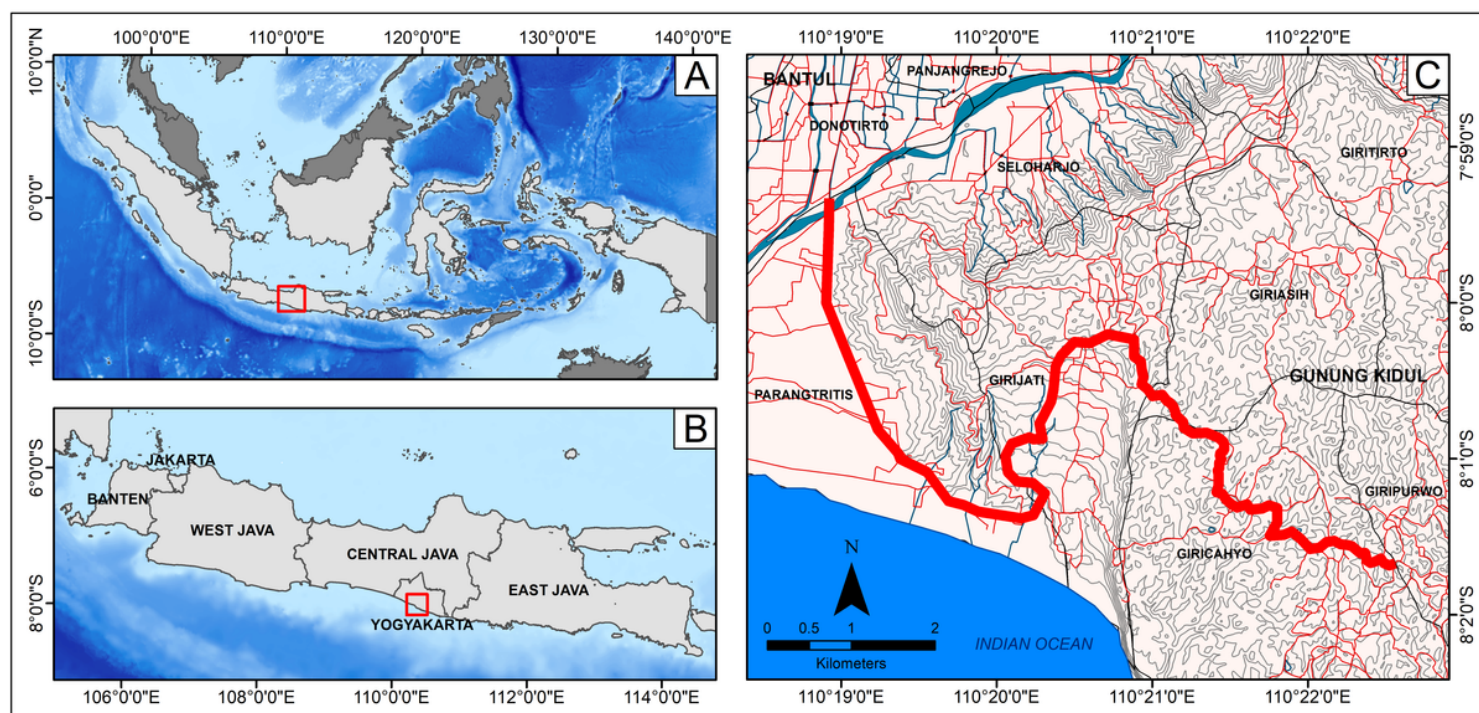 100°0'0"E 110°0'0"E 120°0'0"E 130°0'0"E 140°0'0"E
10°0'0"N
0°0'0"
10°0'0"S
A
B
6°0'0"S
8°0'0"S
JAKARTA
BANTEN
WEST JAVA
CENTRAL JAVA
EAST JAVA
YOGYAKARTA
106°0'0"E 108°0'0"E 110°0'0"E 112°0'0"E 114°0'0"E
110°19'0"E 110°20'0"E 110°21'0"E 110°22'0"E
C
BANTUL
PANJANGREJO
DONOTIRTO
SELOHARJO
GIRITIRTO
7°59'0"S
GIRIASIH
8°0'0"S
GIRIJATI
GUNUNG KIDUL
PARANGTRITIS
8°1'0"S
GIRIPURWO
GIRICAHYO
N
0 0.5 1 2
Kilometers
INDIAN OCEAN
8°2'0"S
110°19'0"E 110°20'0"E 110°21'0"E 110°22'0"E